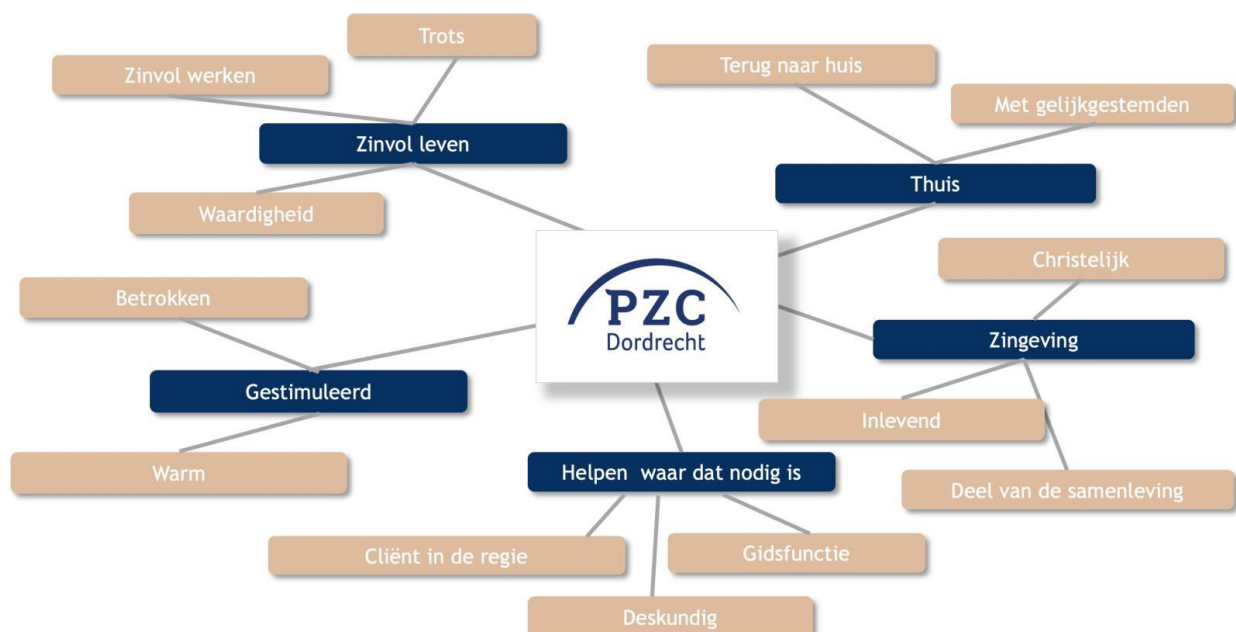 Trots
Zinvol werken
Zinvol leven
Waardigheid
Terug naar huis
Met gelijkgestemden
Thuis
PZC
Dordrecht
Christelijk
Zingeving
Inlevend
Deel van de samenleving
Betrokken
Gestimuleerd
Warm
Helpen waar dat nodig is
Cliënt in de regie
Gidsfunctie
Deskundig